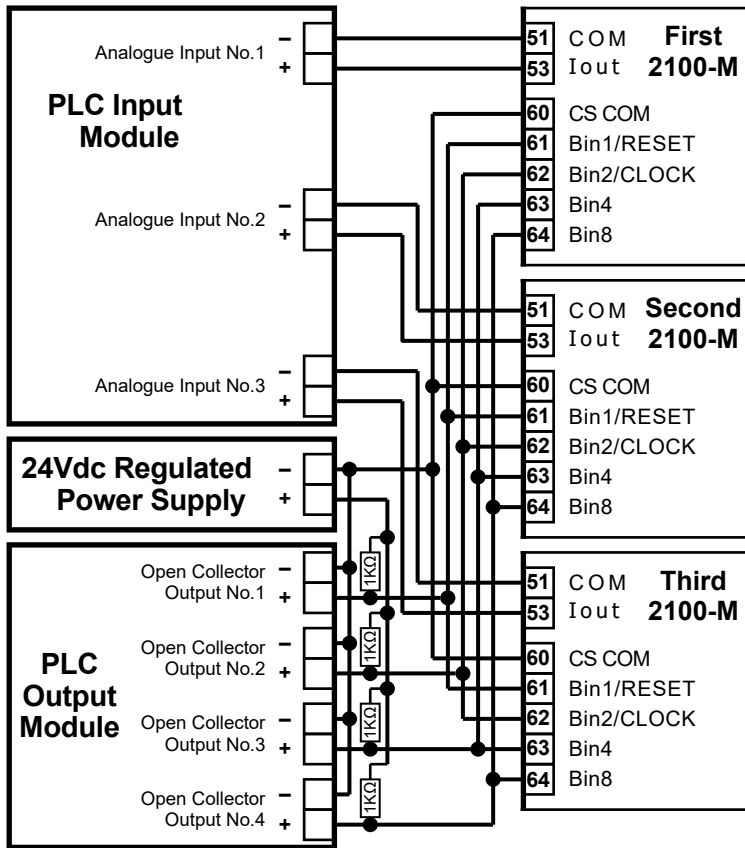 PLC Input
Module
Analogue Input No.1
−
+
Analogue Input No.2
−
+
Analogue Input No.3
−
+
24Vdc Regulated
Power Supply
−
+
PLC
Output
Module
Open Collector
Output No.1
−
+
Open Collector
Output No.2
−
+
Open Collector
Output No.3
−
+
Open Collector
Output No.4
−
+
1KΩ
1KΩ
1KΩ
1KΩ
First
2100-M
51 COM
53 Iout
60 CS COM
61 Bin1/RESET
62 Bin2/CLOCK
63 Bin4
64 Bin8
Second
2100-M
51 COM
53 Iout
60 CS COM
61 Bin1/RESET
62 Bin2/CLOCK
63 Bin4
64 Bin8
Third
2100-M
51 COM
53 Iout
60 CS COM
61 Bin1/RESET
62 Bin2/CLOCK
63 Bin4
64 Bin8